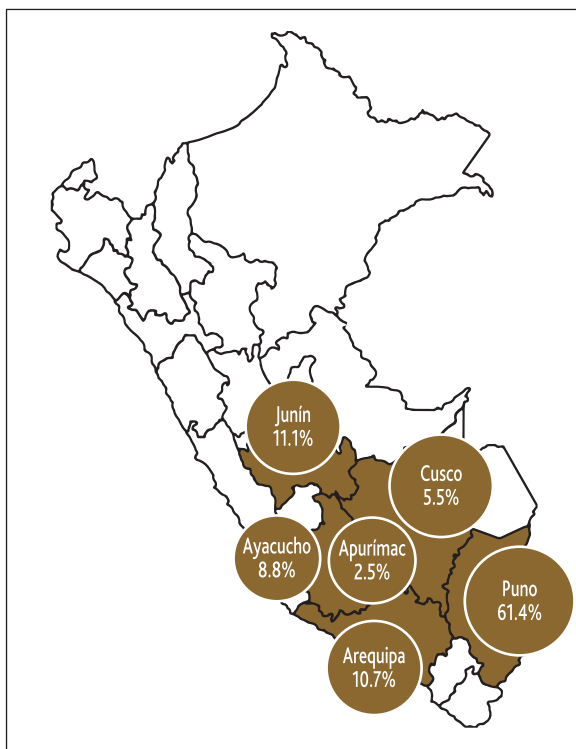 Junín
11.1%
Cusco
5.5%
Ayacucho
8.8%
Apurímac
2.5%
Puno
61.4%
Arequipa
10.7%